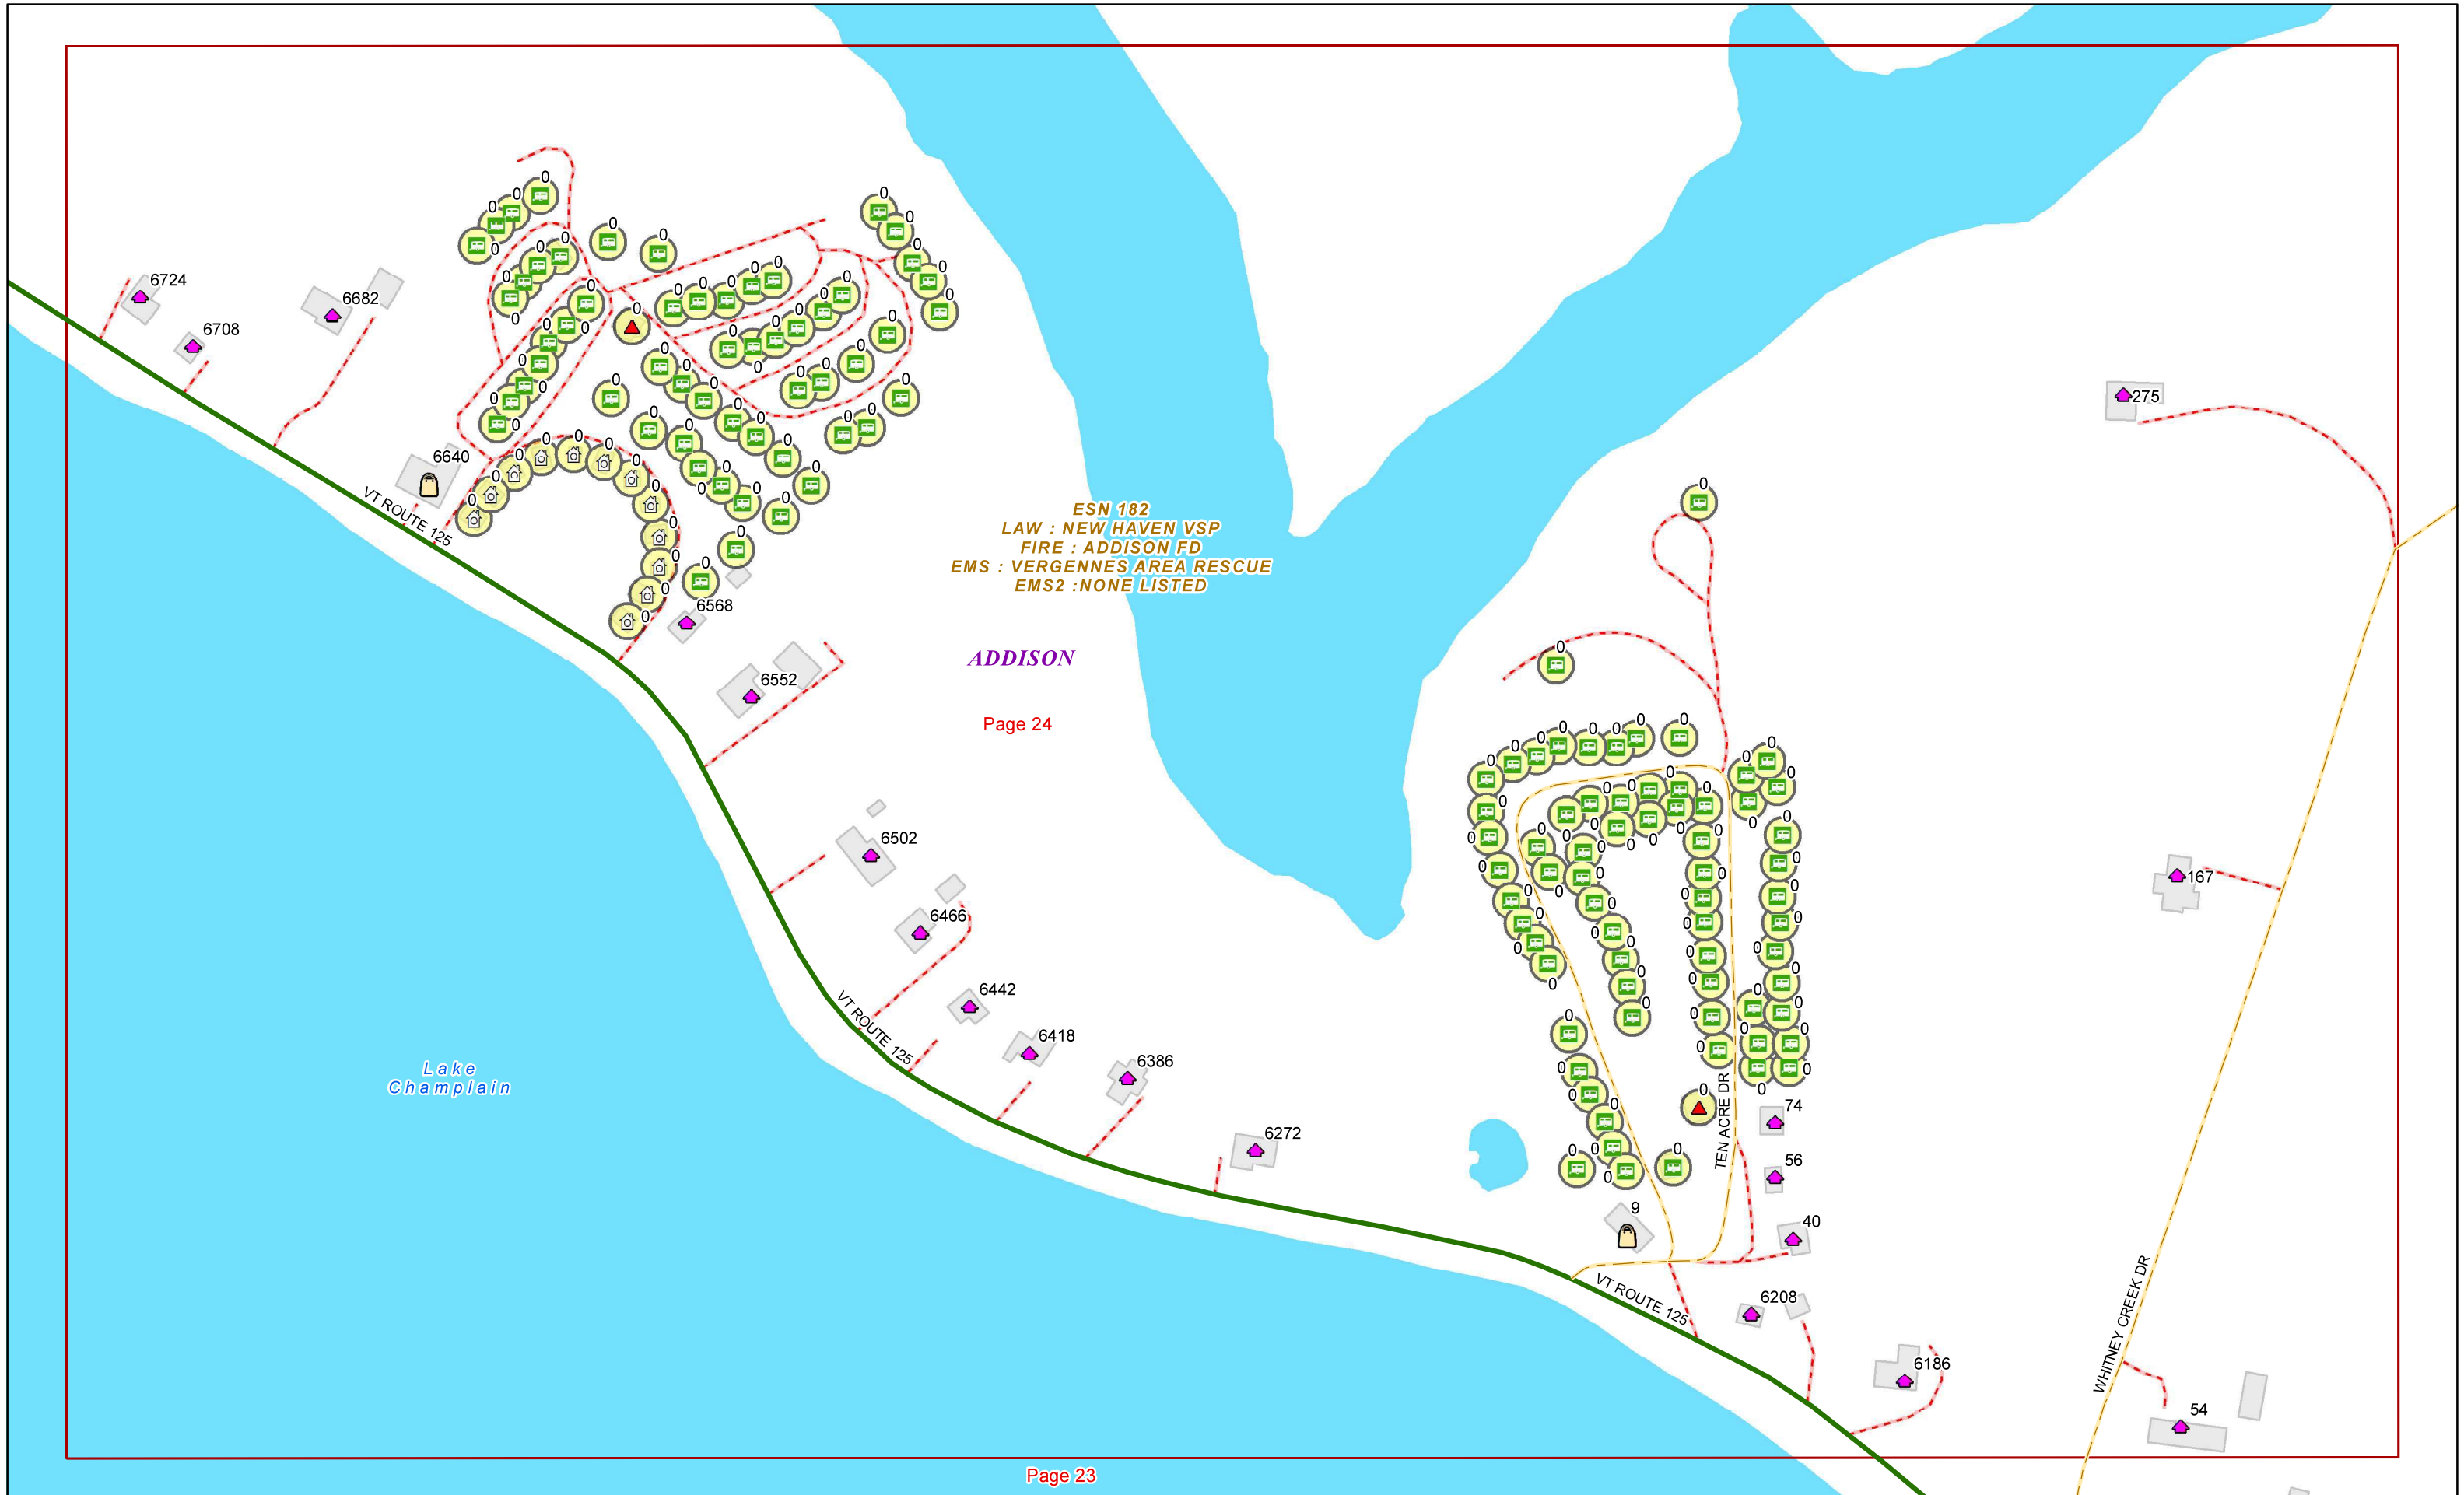 6724
6708
6682
6640
VT ROUTE 125
6568
6552
ESN 182
LAW : NEW HAVEN VSP
FIRE : ADDISON FD
EMS : VERGENNES AREA RESCUE
EMS2 :NONE LISTED
ADDISON
Page 24
275
167
6502
6466
6442
VT ROUTE 125
6418
6386
6272
Lake
Champlain
TEN ACRE DR
74
56
40
9
VT ROUTE 125
6208
6186
WHITNEY CREEK DR
54
Page 23